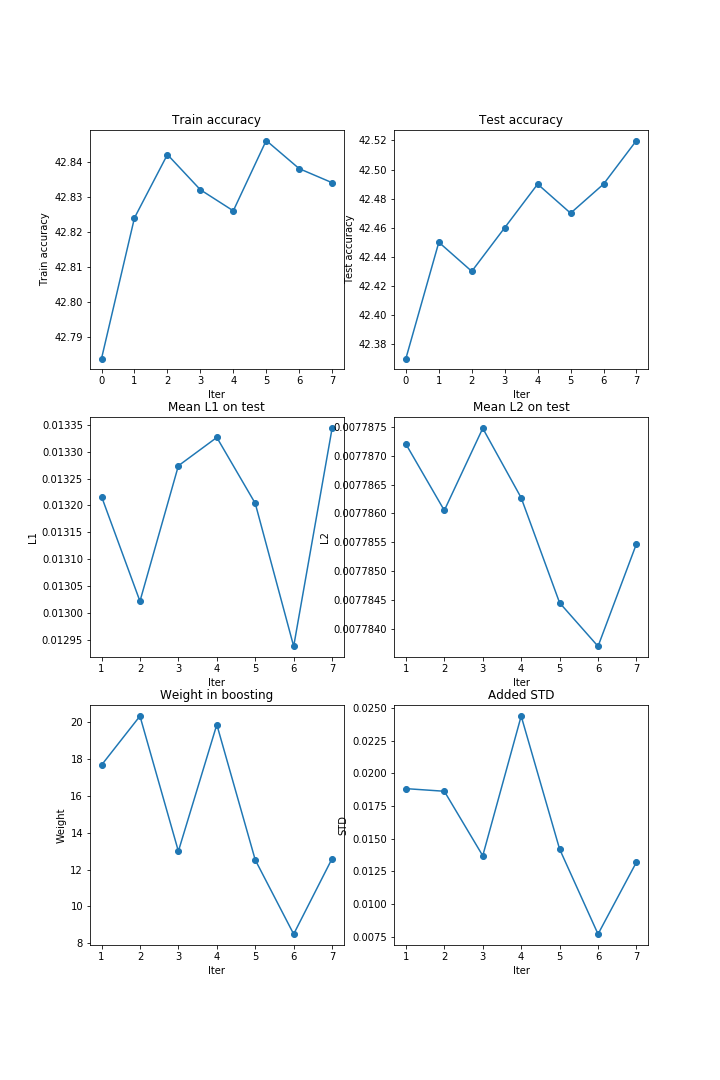 Train accuracy
Train accuracy
42.84
42.83
42.82
42.81
42.80
42.79
0 1 2 3 4 5 6 7
Iter
Test accuracy
Test accuracy
42.52
42.50
42.48
42.46
42.44
42.42
42.40
42.38
0 1 2 3 4 5 6 7
Iter
Mean L1 on test
L1
0.01335
0.01330
0.01325
0.01320
0.01315
0.01310
0.01305
0.01300
0.01295
1 2 3 4 5 6 7
Iter
Mean L2 on test
L2
0.0077875
0.0077870
0.0077865
0.0077860
0.0077855
0.0077850
0.0077845
0.0077840
1 2 3 4 5 6 7
Iter
Weight in boosting
Weight
20
18
16
14
12
10
8
1 2 3 4 5 6 7
Iter
Added STD
STD
0.0250
0.0225
0.0200
0.0175
0.0150
0.0125
0.0100
0.0075
1 2 3 4 5 6 7
Iter